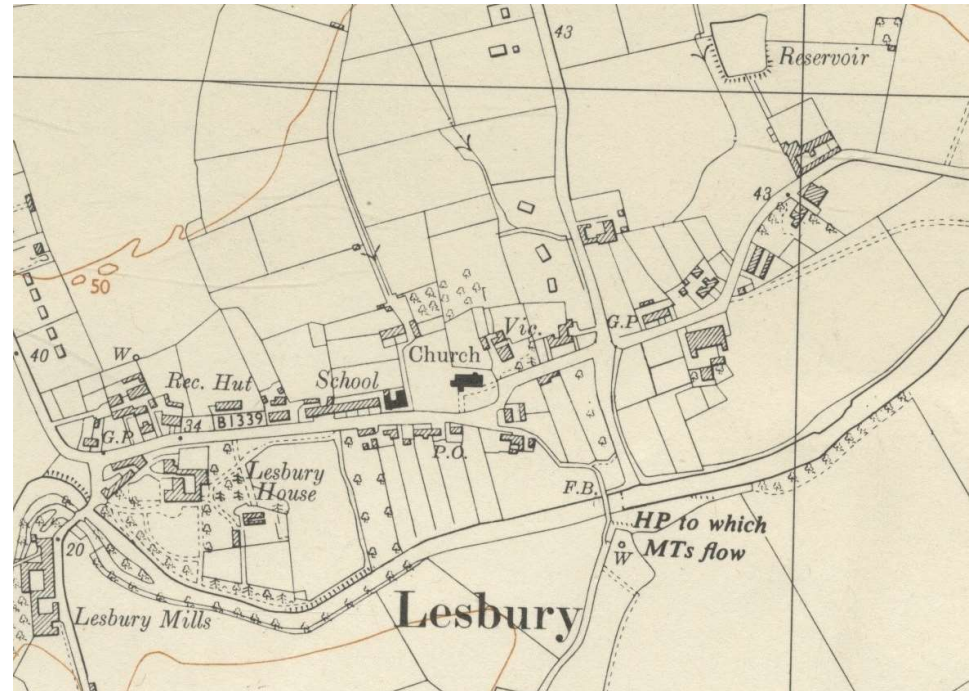 43
Reservoir
43
50
40
W
Rec. Hut
School
Church
Vic.
G.P
G.P
34
B1339
P.O.
Lesbury
House
F.B.
HP to which
MTs flow
W
20
Lesbury Mills
Lesbury